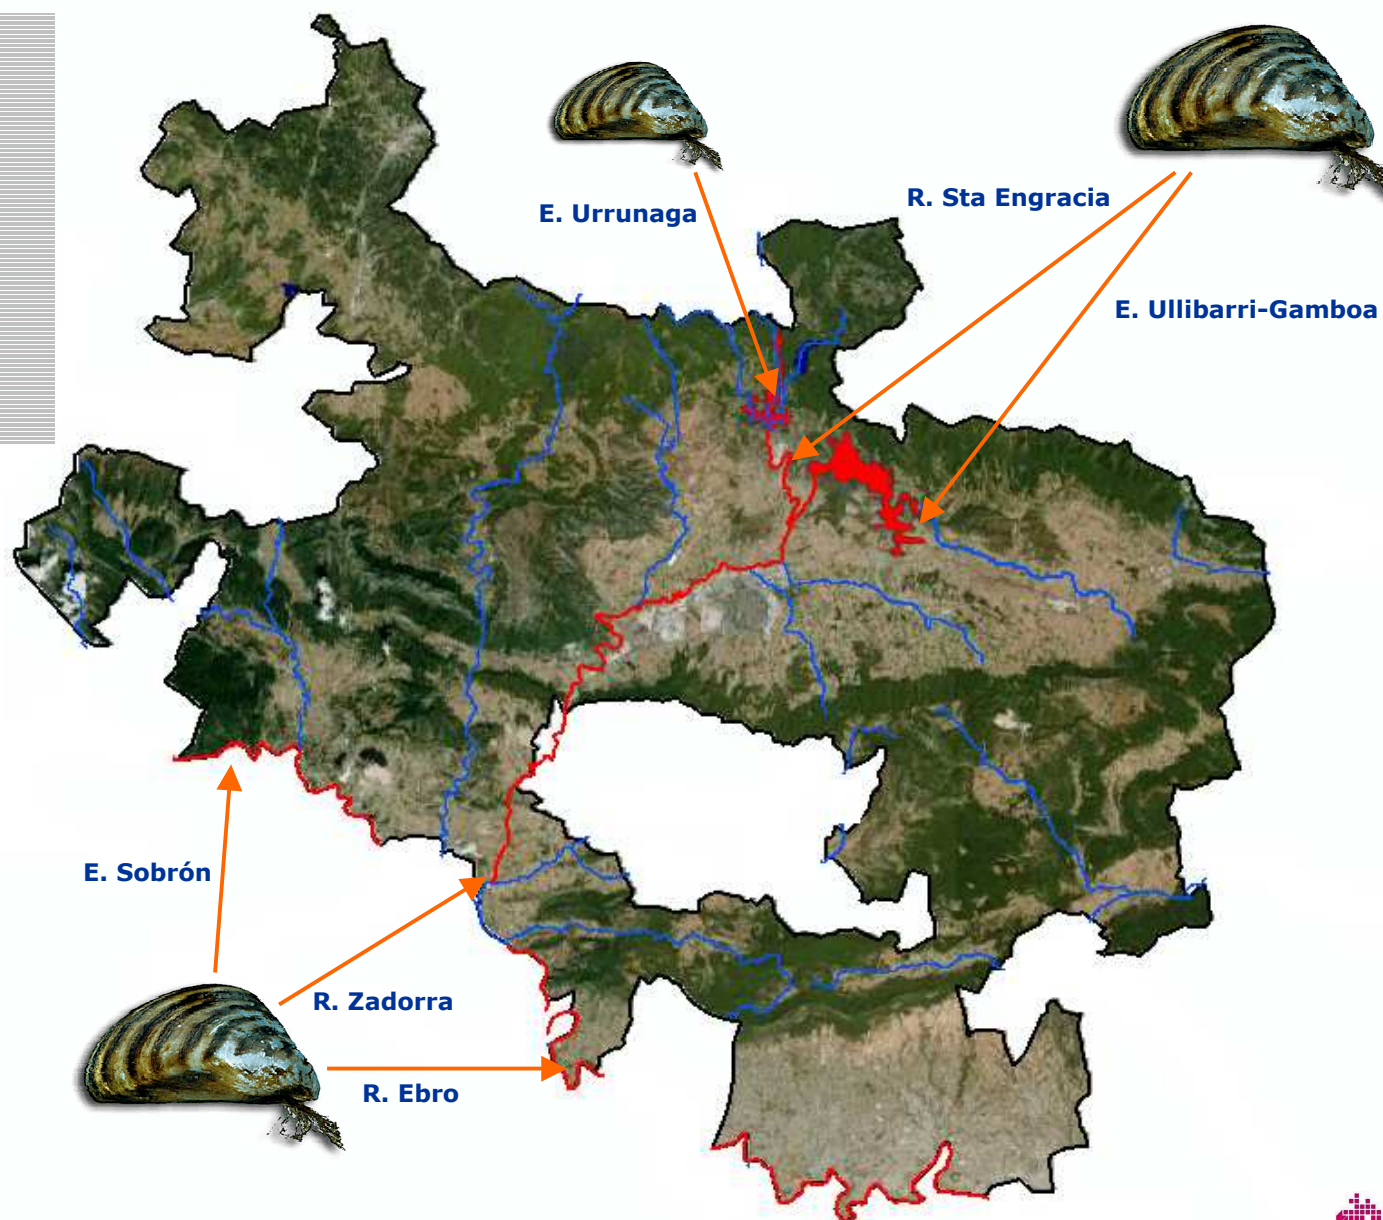 R. Sta Engracia
E. Urrunaga
E. Ullibarri-Gamboa
E. Sobrón
R. Zadorra
R. Ebro